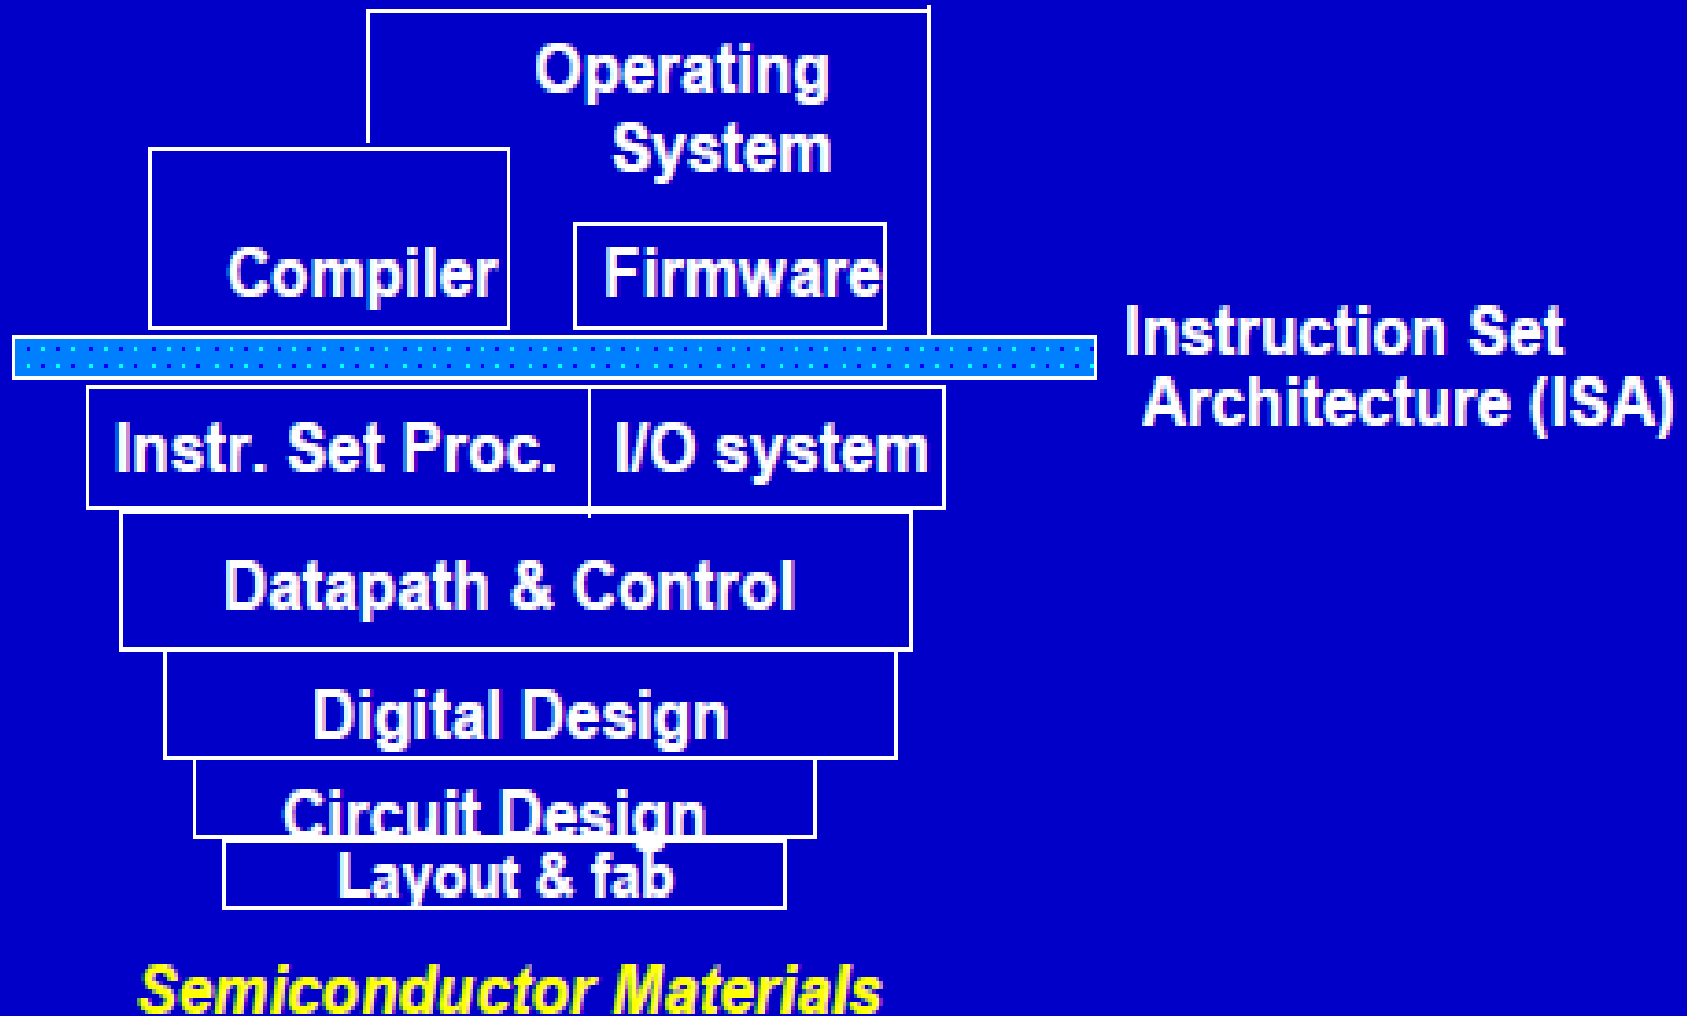 Operating
System
Compiler
Firmware
Instruction Set
Architecture (ISA)
Instr. Set Proc.
I/O system
Datapath & Control
Digital Design
Circuit Design
Layout & fab
Semiconductor Materials